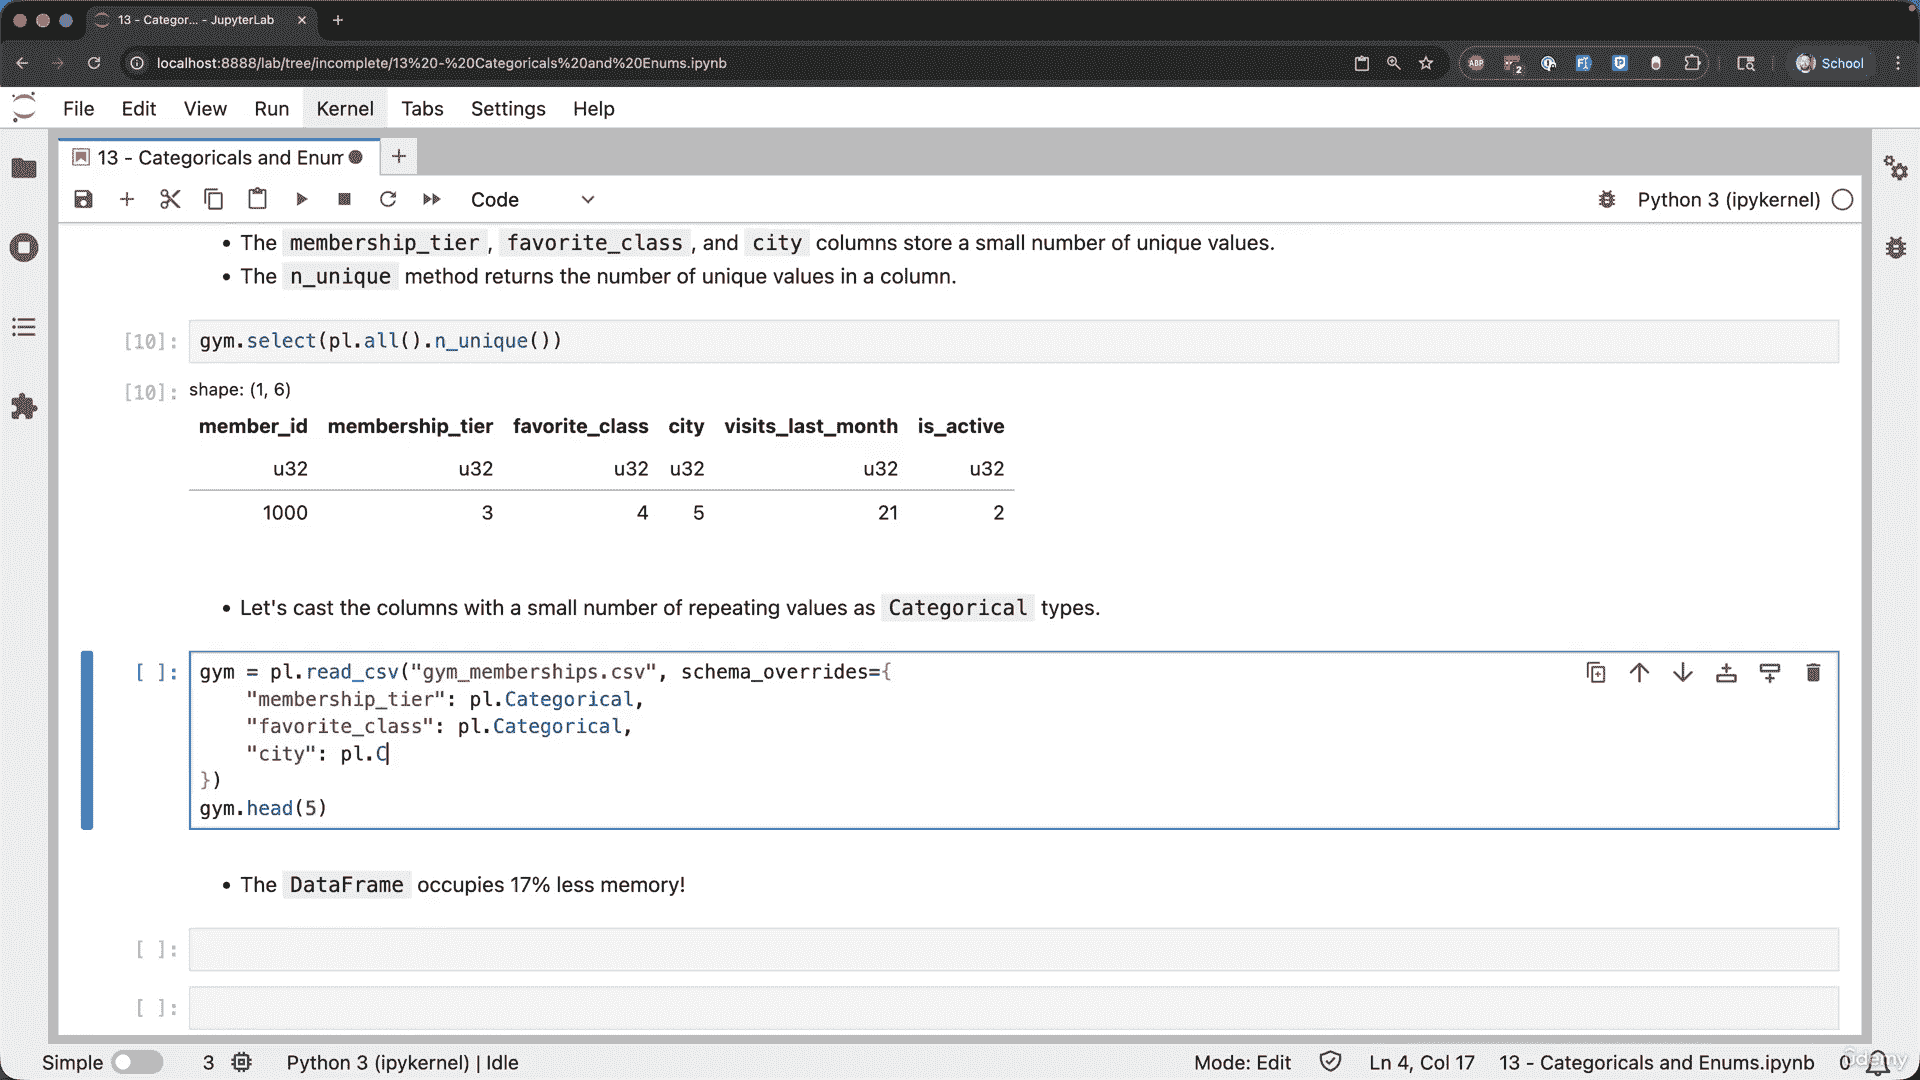 13 - Categor... - JupyterLab
localhost:8888/lab/tree/incomplete/13%20-%20Categoricals%20and%20Enums.ipynb
ABP
2
School
File Edit View Run Kernel Tabs Settings Help
13 - Categoricals and Enum
Code
Python 3 (ipykernel)
• The membership_tier, favorite_class, and city columns store a small number of unique values.
• The n_unique method returns the number of unique values in a column.
[10]: gym.select(pl.all().n_unique())
[10]: shape: (1, 6)
member_id membership_tier favorite_class city visits_last_month is_active
u32 u32 u32 u32 u32 u32
1000 3 4 5 21 2
• Let's cast the columns with a small number of repeating values as Categorical types.
[ ]: gym = pl.read_csv("gym_memberships.csv", schema_overrides={
"membership_tier": pl.Categorical,
"favorite_class": pl.Categorical,
"city": pl.C
})
gym.head(5)
• The DataFrame occupies 17% less memory!
[ ]:
[ ]:
Simple 3 Python 3 (ipykernel) | Idle Mode: Edit Ln 4, Col 17 13 - Categoricals and Enums.ipynb 0
Udemy